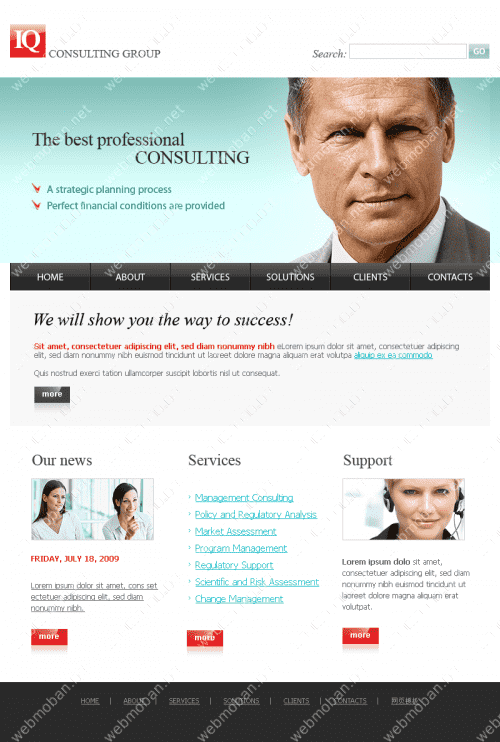 IQ
CONSULTING GROUP
Search:
GO
The best professional
CONSULTING
A strategic planning process
Perfect financial conditions are provided
HOME ABOUT SERVICES SOLUTIONS CLIENTS CONTACTS
We will show you the way to success!
Sit amet, consectetuer adipiscing elit, sed diam nonummy nibh eLorem ipsum dolor sit amet, consectetuer adipiscing
elit, sed diam nonummy nibh euismod tincidunt ut laoreet dolore magna aliquam erat volutpa aliquip ex ea commodo
Quis nostrud exerci tation ullamcorper suscipit lobortis nisl ut consequat.
more
Our news
FRIDAY, JULY 18, 2009
Lorem ipsum dolor sit amet, cons set
ectetuer adipiscing elit, sed diam
nonummy nibh.
more
Services
Management Consulting
Policy and Regulatory Analysis
Market Assessment
Program Management
Regulatory Support
Scientific and Risk Assessment
Change Management
more
Support
Lorem ipsum dolo sit amet,
consectetuer adipiscing elit, sed diam
nonummy nibh euismod tincidunt ut
laoreet dolore magna aliquam erat
volutpat.
more
HOME | ABOUT | SERVICES | SOLUTIONS | CLIENTS | CONTACTS | 网页模板
webmoban.net